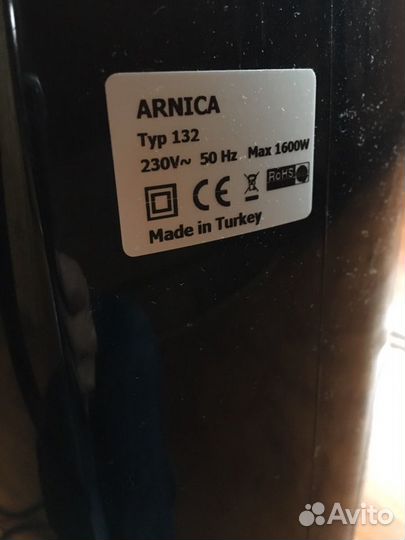 ARNICA
Typ 132
230V~ 50 Hz Max 1600W
CE RoHS
Made in Turkey
Avito